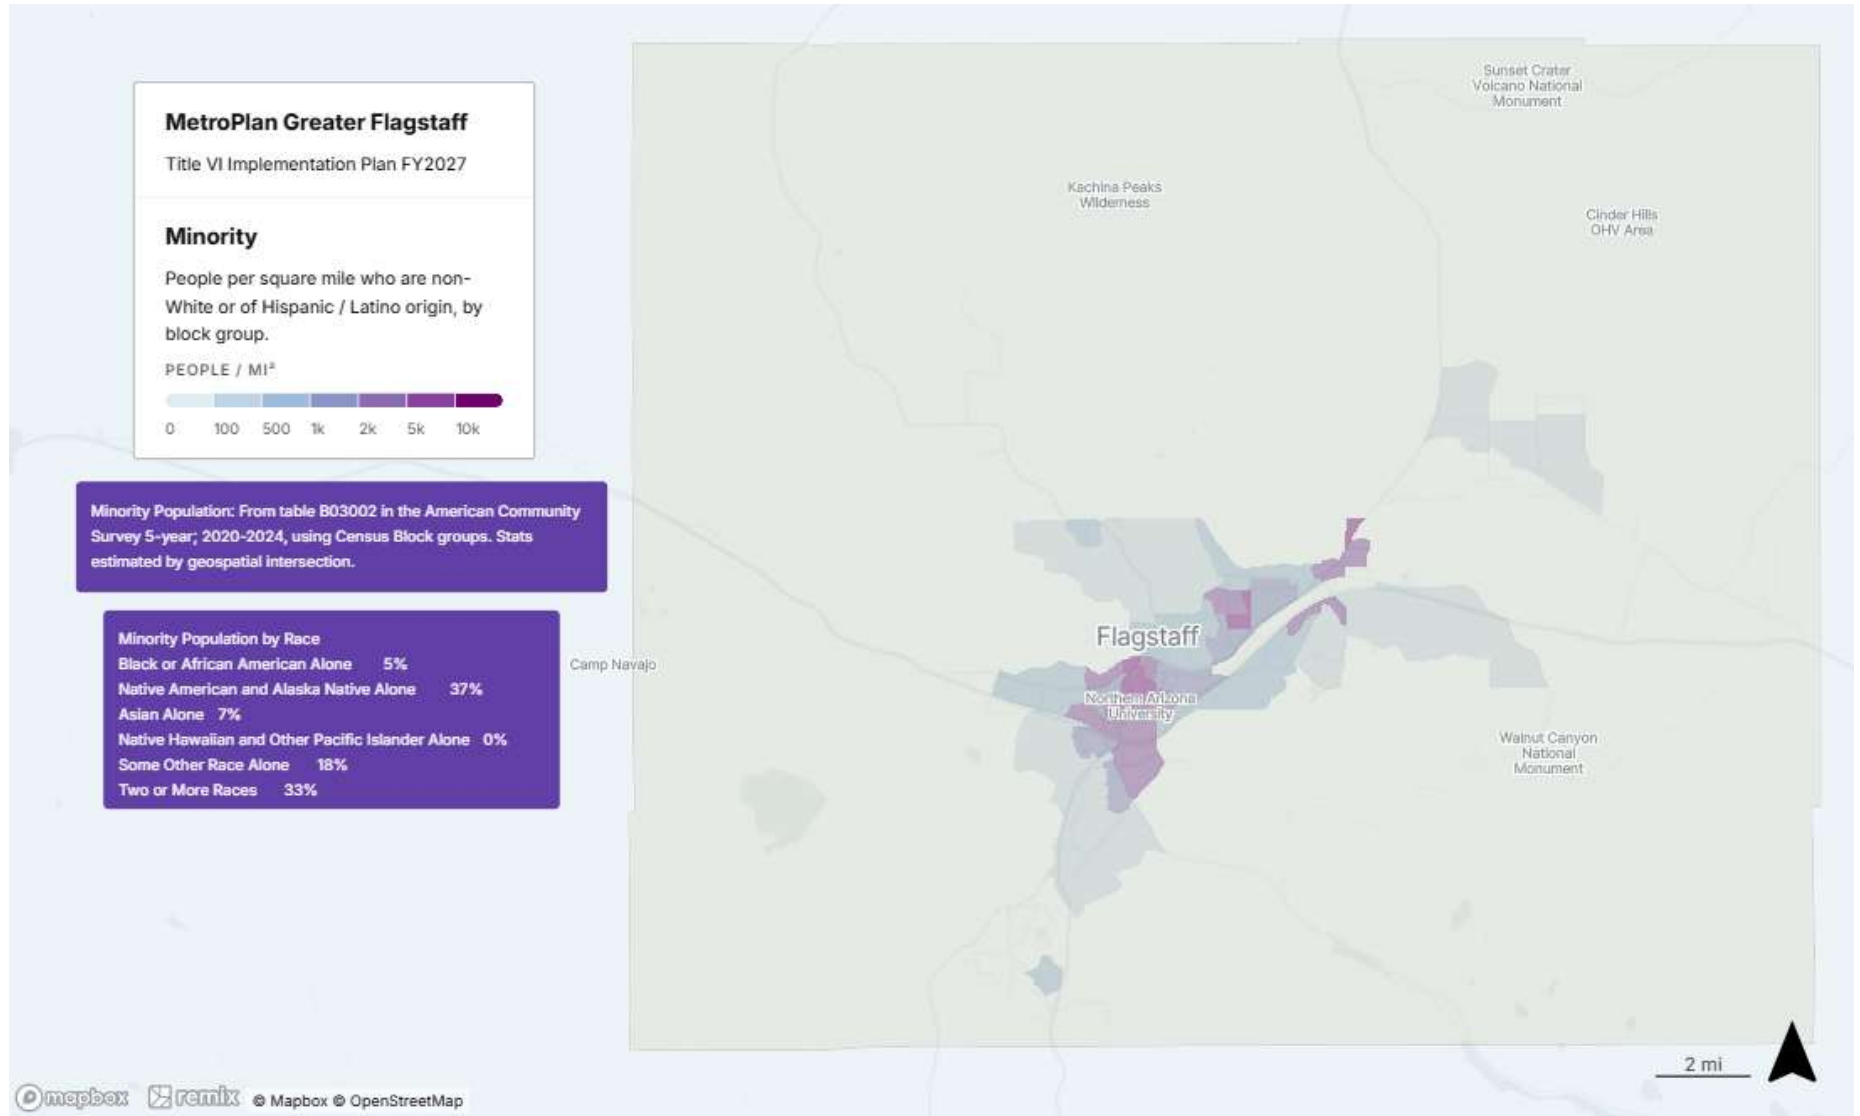 MetroPlan Greater Flagstaff
Title VI Implementation Plan FY2027
Minority
People per square mile who are non-
White or of Hispanic / Latino origin, by
block group.
PEOPLE / MI²
0 100 500 1k 2k 5k 10k
Minority Population: From table B03002 in the American Community
Survey 5-year; 2020-2024, using Census Block groups. Stats
estimated by geospatial intersection.
Minority Population by Race
Black or African American Alone 5%
Native American and Alaska Native Alone 37%
Asian Alone 7%
Native Hawaiian and Other Pacific Islander Alone 0%
Some Other Race Alone 18%
Two or More Races 33%
Sunset Crater
Volcano National
Monument
Kachina Peaks
Wilderness
Cinder Hills
OHV Area
Flagstaff
Camp Navajo
Northern Arizona
University
Walnut Canyon
National
Monument
2 mi
mapbox remix © Mapbox © OpenStreetMap